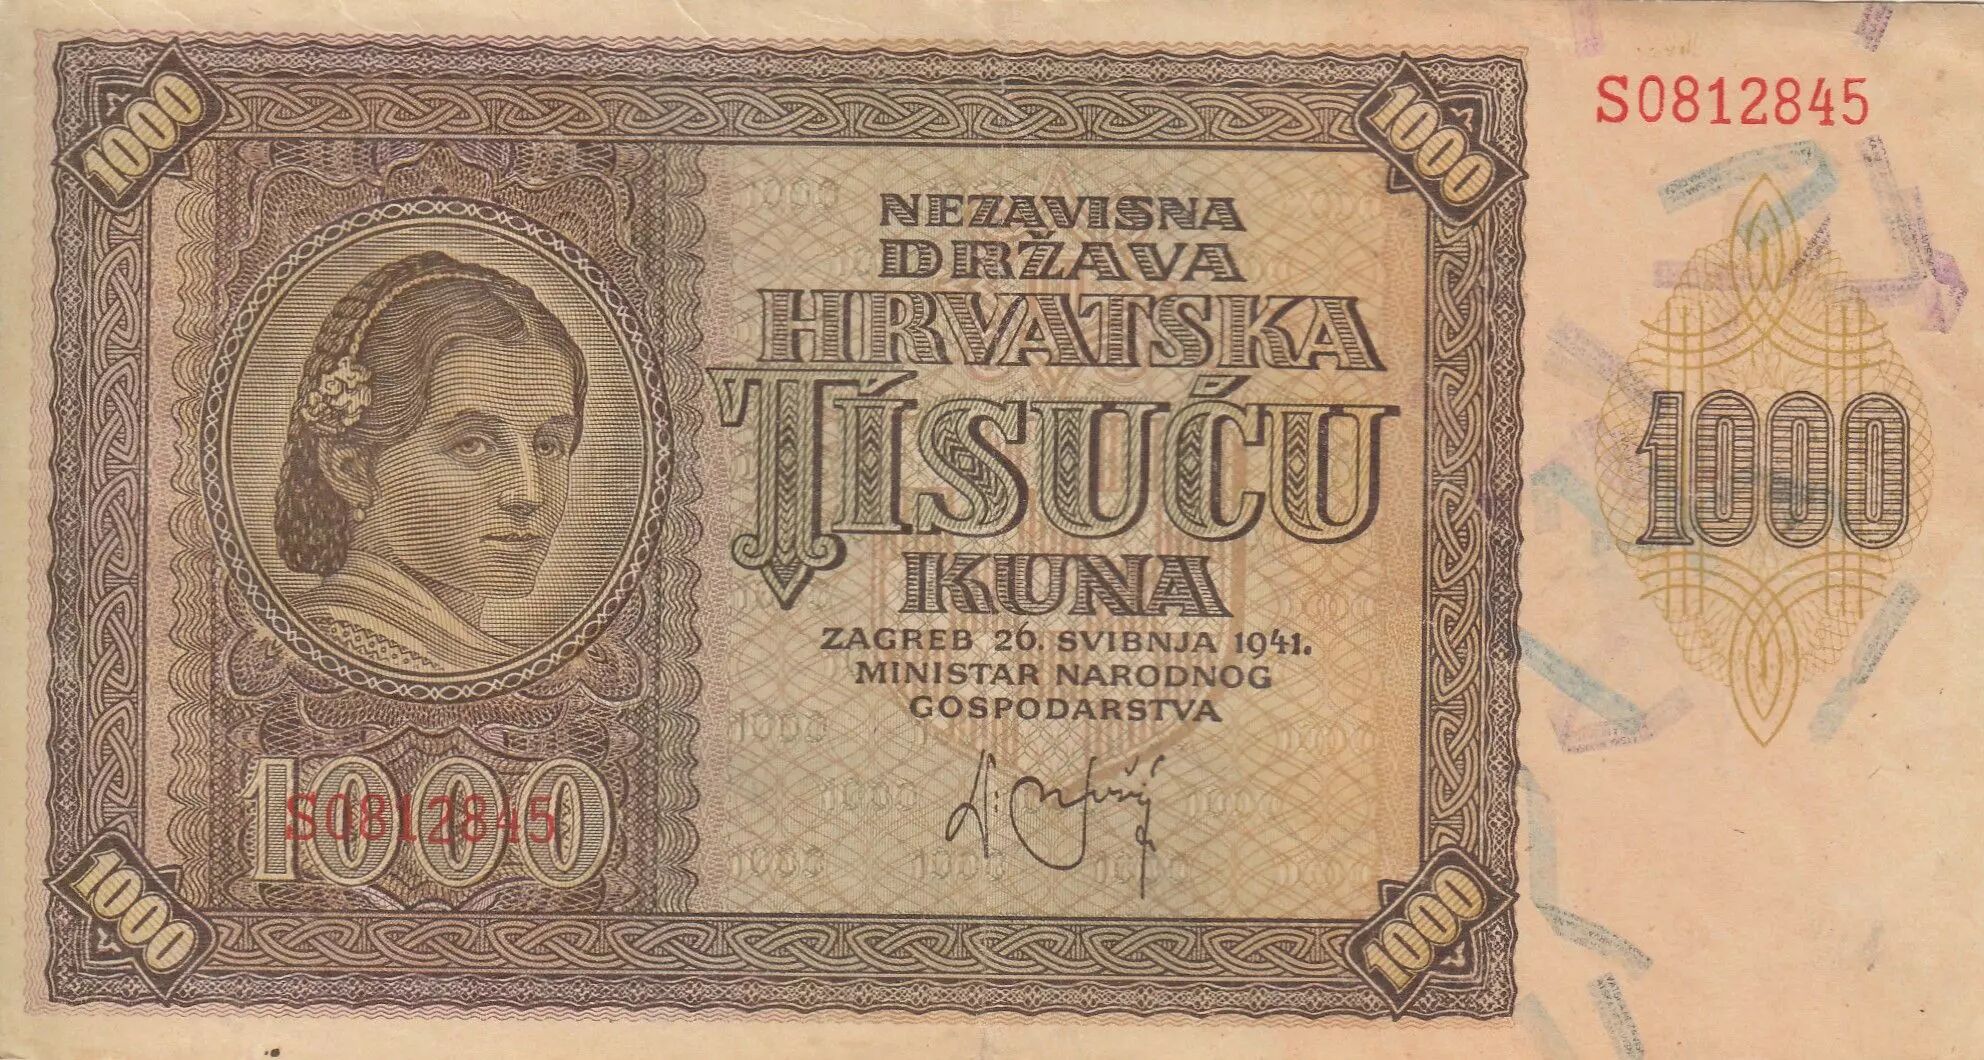 1000
1000
S0812845
NEZAVISNA
DRŽAVA
HRVATSKA
TÍSUĆU
KUNA
ZAGREB 26. SVIBNJA 1941.
MINISTAR NARODNOG
GOSPODARSTVA
1000
1000
S0812845
1000
1000